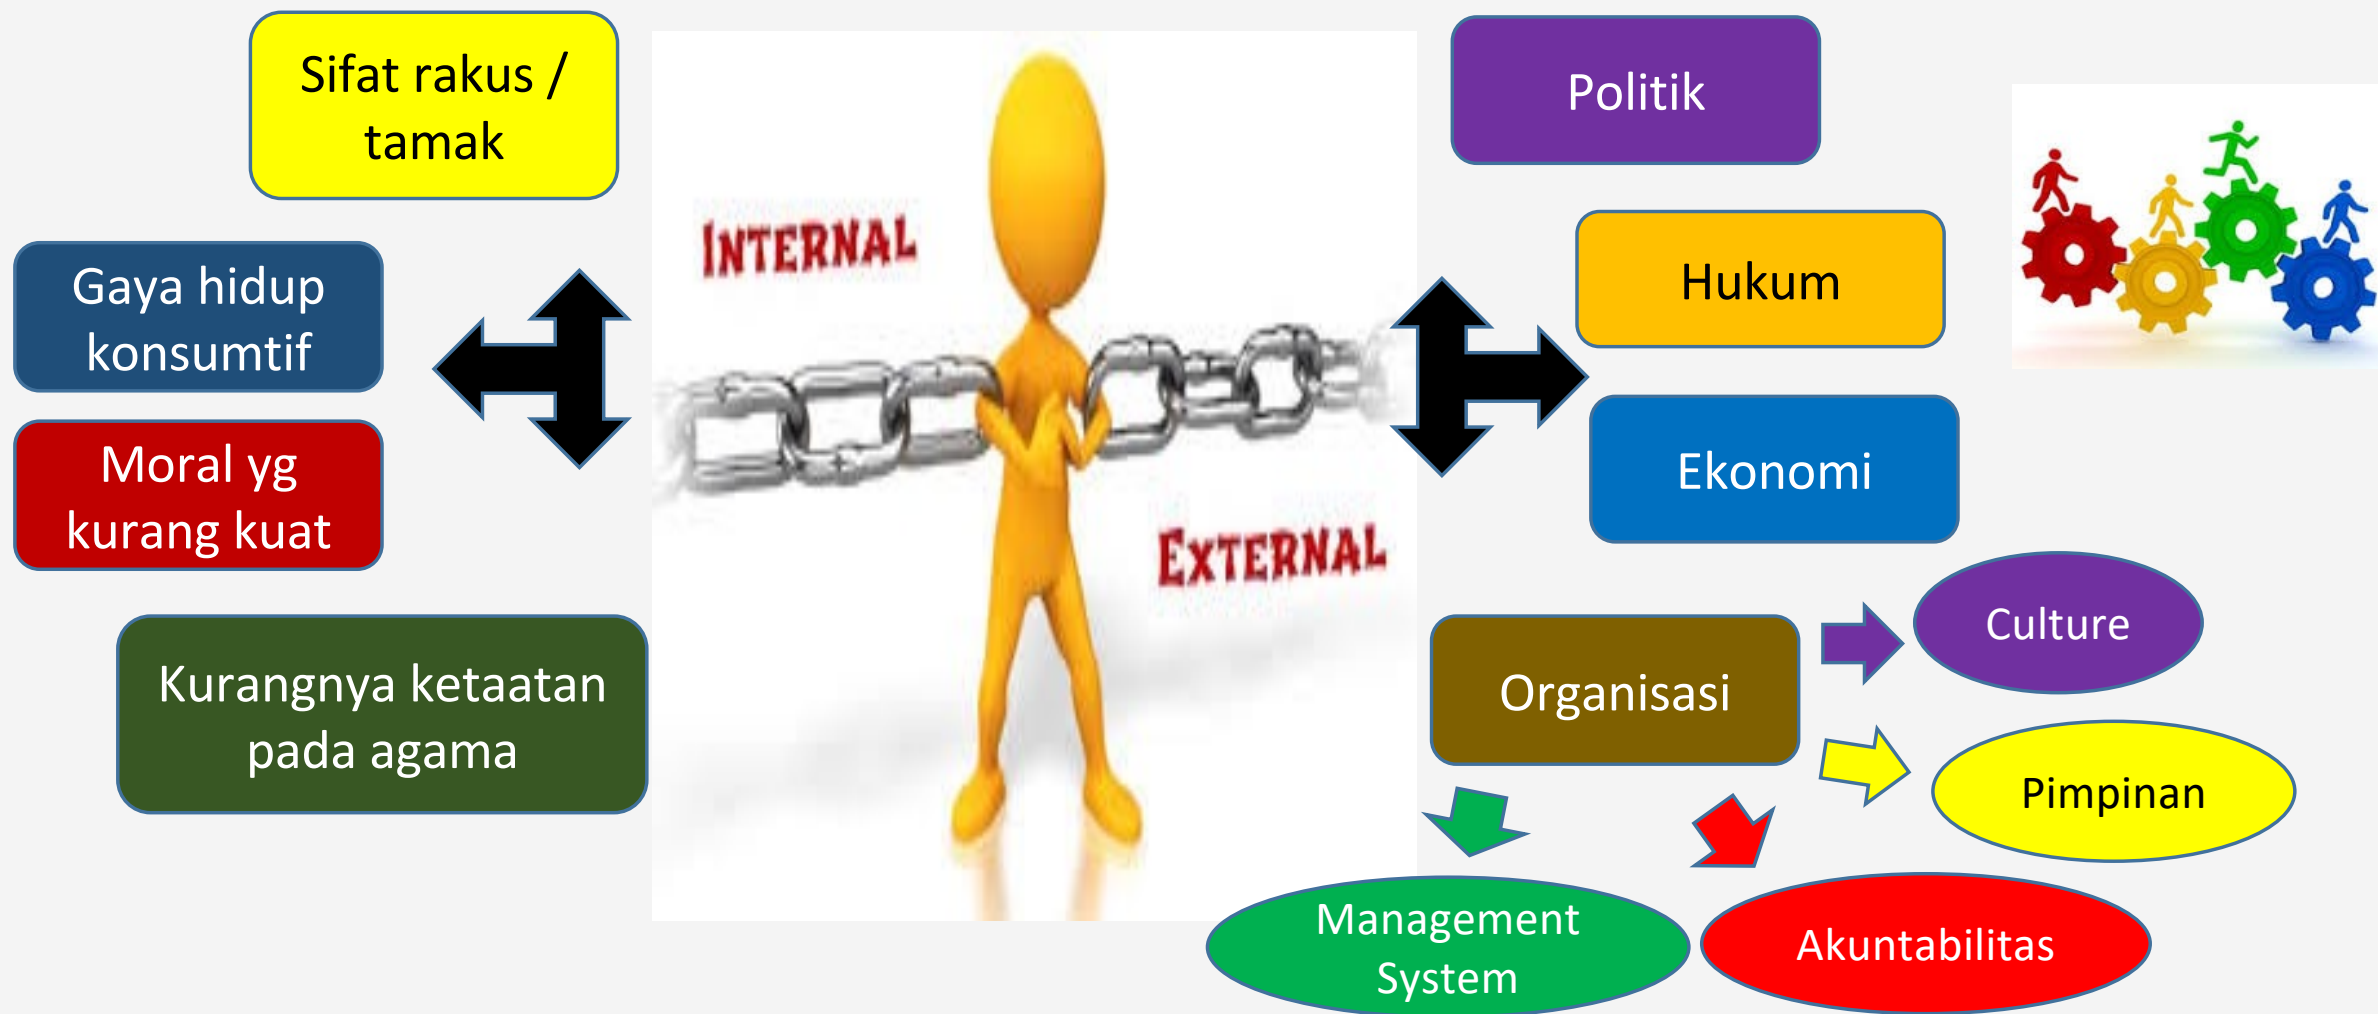 Sifat rakus /
tamak
Gaya hidup
konsumtif
Moral yg
kurang kuat
Kurangnya ketaatan
pada agama
INTERNAL
EXTERNAL
Politik
Hukum
Ekonomi
Organisasi
Culture
Pimpinan
Akuntabilitas
Management
System